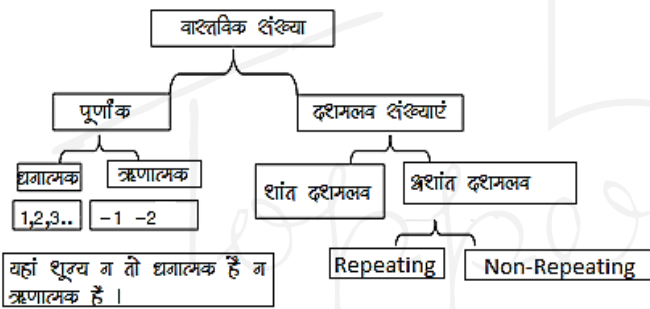 वास्तविक संख्या
पूर्णांक
दशमलव संख्याएं
धनात्मक
ऋणात्मक
शांत दशमलव
अशांत दशमलव
1,2,3..
-1 -2
Repeating
Non-Repeating
यहां शून्य न तो धनात्मक है न
ऋणात्मक है ।